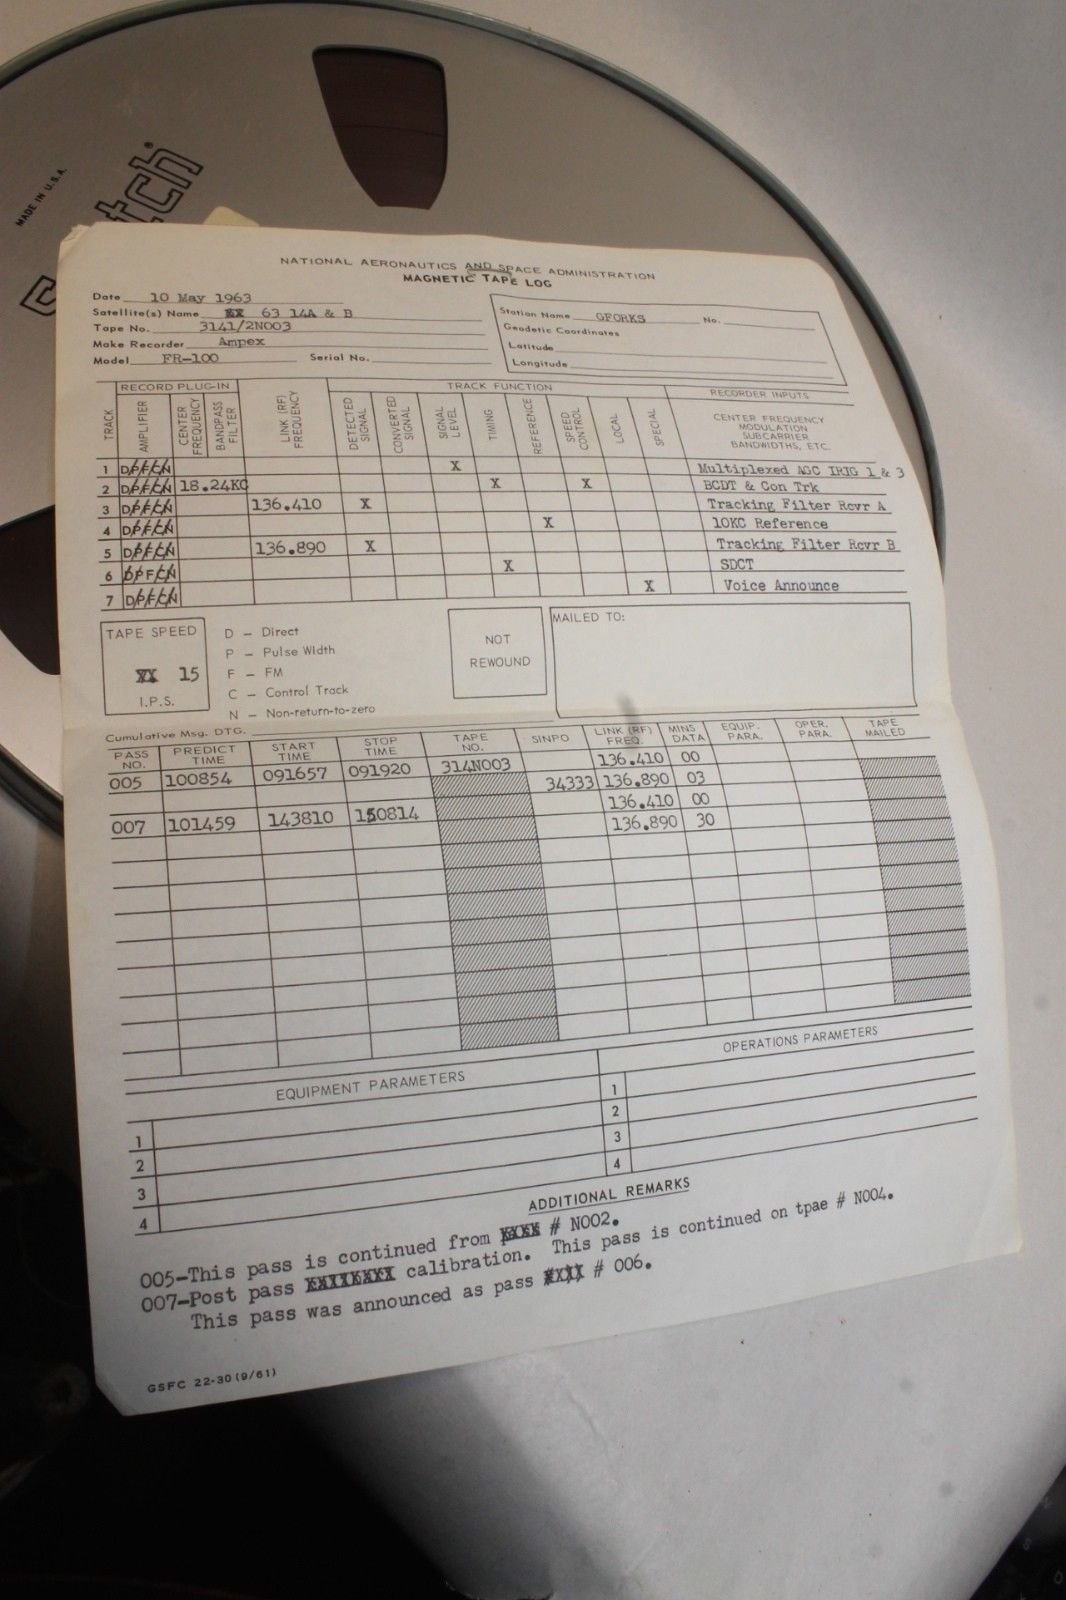 MADE IN U.S.A.
tch®
NATIONAL AERONAUTICS AND SPACE ADMINISTRATION
MAGNETIC TAPE LOG
Date 10 May 1963
Satellite(s) Name XX 63 14A & B
Tape No. 3141/2N003
Make Recorder Ampex
Model FR-100 Serial No.
Station Name GFORKS No.
Geodetic Coordinates
Latitude
Longitude
TRACK RECORD PLUG-IN AMPLIFIER CENTER FREQUENCY BANDPASS FILTER LINK (RF) FREQUENCY TRACK FUNCTION DETECTED SIGNAL CONVERTED SIGNAL SIGNAL LEVEL TIMING REFERENCE SPEED CONTROL LOCAL SPECIAL RECORDER INPUTS
CENTER FREQUENCY
MODULATION
SUBCARRIER
BANDWIDTHS, ETC.
1 DPFCN X Multiplexed AGC IRIG 1 & 3
2 DPFCN 18.24KC X X BCDT & Con Trk
3 DPFCN 136.410 X Tracking Filter Rcvr A
4 DPFCN X 10KC Reference
5 DPFCN 136.890 X Tracking Filter Rcvr B
6 DPFCN X SDCT
7 DPFCN X Voice Announce
TAPE SPEED
XX 15
I.P.S.
D – Direct
P – Pulse Width
F – FM
C – Control Track
N – Non-return-to-zero
NOT
REWOUND
MAILED TO:
Cumulative Msg. DTG.
PASS NO. PREDICT TIME START TIME STOP TIME TAPE NO. SINPO LINK (RF) FREQ. MINS DATA EQUIP. PARA. OPER. PARA. TAPE MAILED
136.410 00
005 100854 091657 091920 314N003 34333 136.890 03
136.410 00
007 101459 143810 150814 136.890 30
EQUIPMENT PARAMETERS
1
2
3
4
OPERATIONS PARAMETERS
1
2
3
4
ADDITIONAL REMARKS
005-This pass is continued from XXXX # N002.
007-Post pass XXXXXXXX calibration. This pass is continued on tpae # N004.
This pass was announced as pass #XXX # 006.
GSFC 22-30 (9/61)